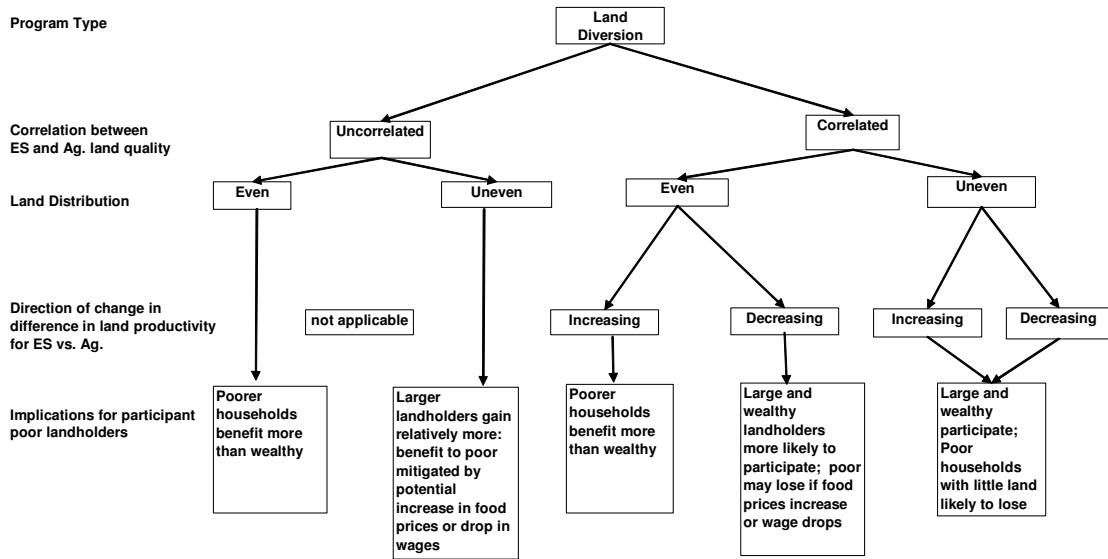 Program Type
Land
Diversion
Correlation between
ES and Ag. land quality
Uncorrelated
Correlated
Land Distribution
Even
Uneven
Even
Uneven
Direction of change in
difference in land productivity
for ES vs. Ag.
not applicable
Increasing
Decreasing
Increasing
Decreasing
Implications for participant
poor landholders
Poorer
households
benefit more
than wealthy
Larger
landholders gain
relatively more:
benefit to poor
mitigated by
potential
increase in food
prices or drop in
wages
Poorer
households
benefit more
than wealthy
Large and
wealthy
landholders
more likely to
participate; poor
may lose if food
prices increase
or wage drops
Large and
wealthy
participate;
Poor
households
with little land
likely to lose